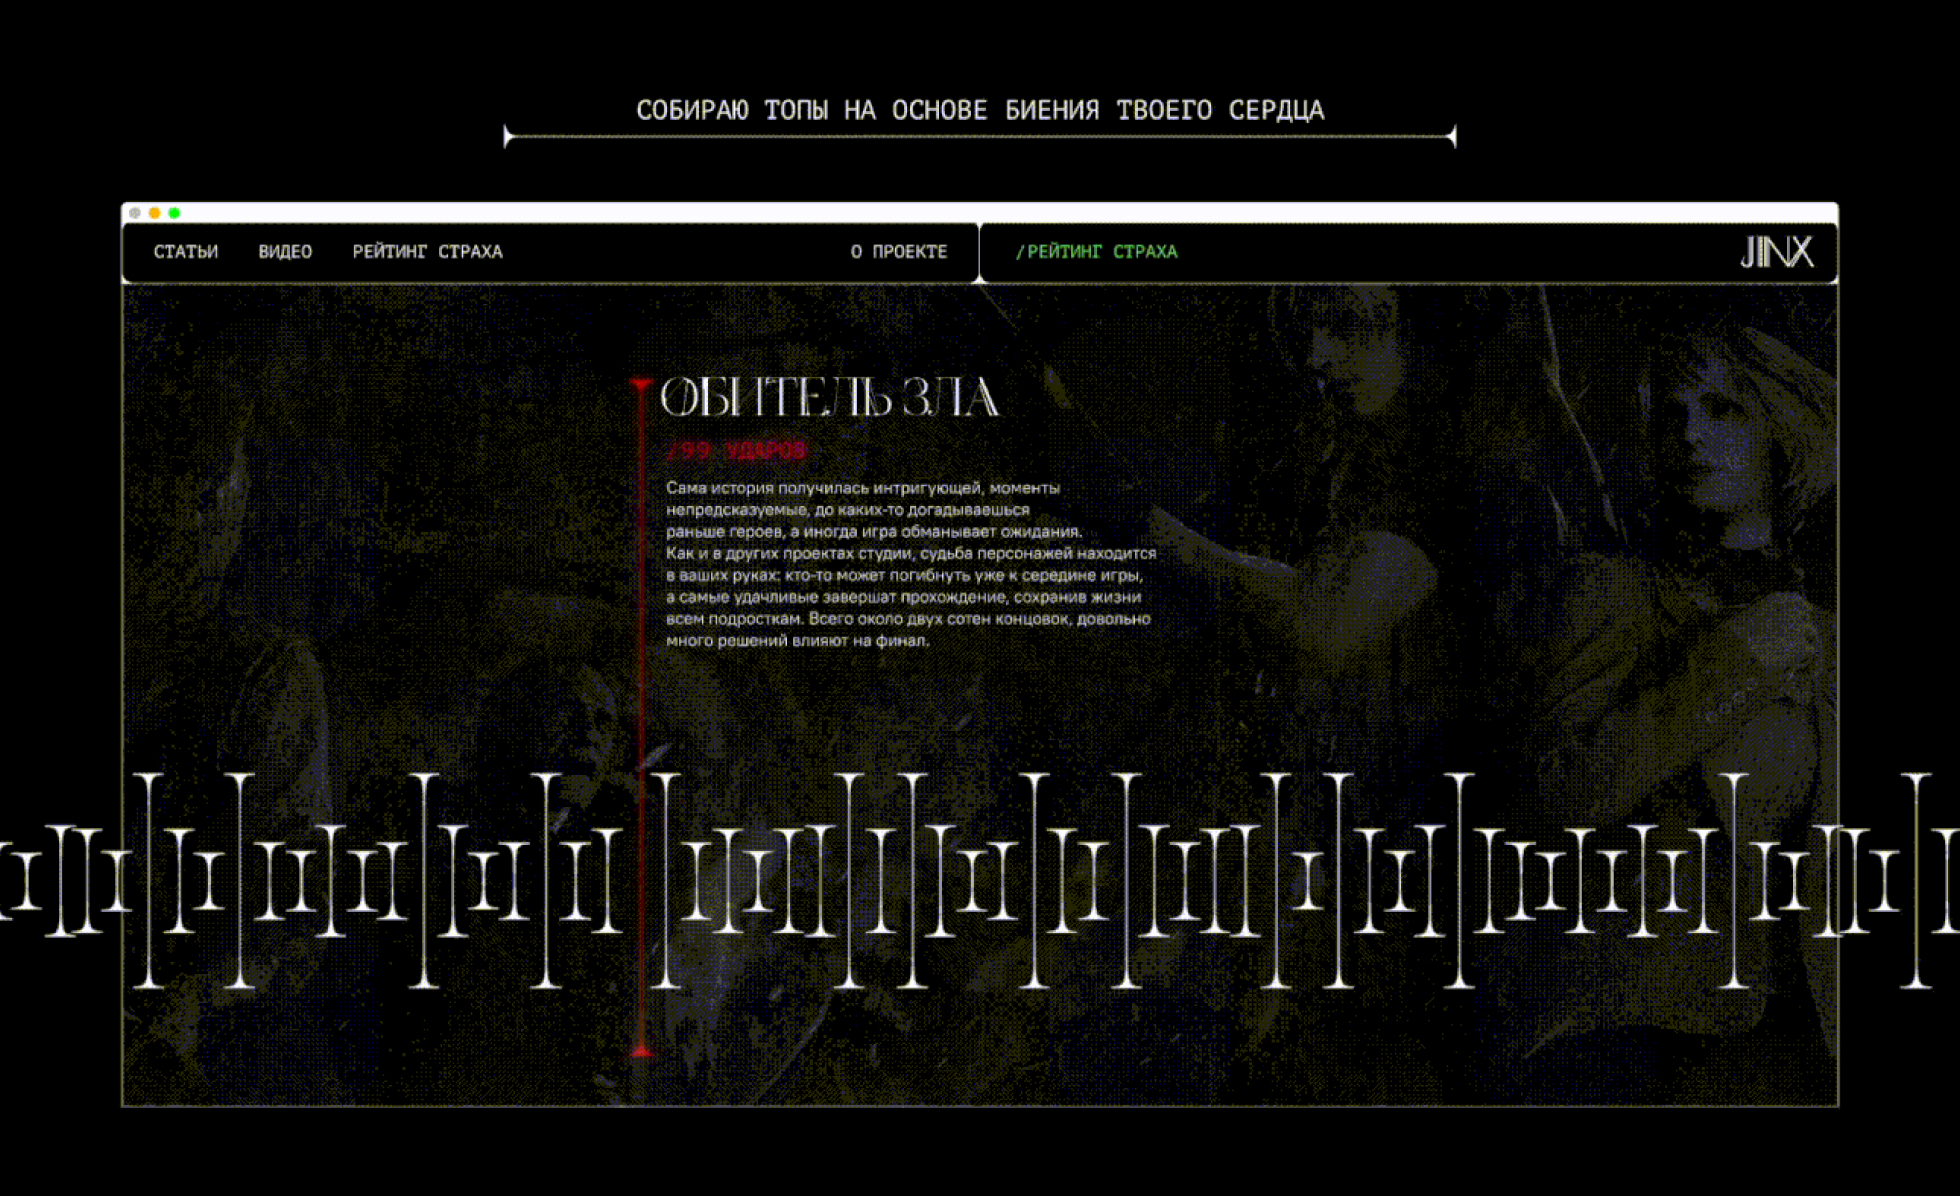 СОБИРАЮ ТОПЫ НА ОСНОВЕ БИЕНИЯ ТВОЕГО СЕРДЦА
СТАТЬИ ВИДЕО РЕЙТИНГ СТРАХА О ПРОЕКТЕ /РЕЙТИНГ СТРАХА JINX
ОБИТЕЛЬ ЗЛА
/99 УДАРОВ
Сама история получилась интригующей, моменты
непредсказуемые, до каких-то догадываешься
раньше героев, а иногда игра обманывает ожидания.
Как и в других проектах студии, судьба персонажей находится
в ваших руках: кто-то может погибнуть уже к середине игры,
а самые удачливые завершат прохождение, сохранив жизни
всем подросткам. Всего около двух сотен концовок, довольно
много решений влияют на финал.